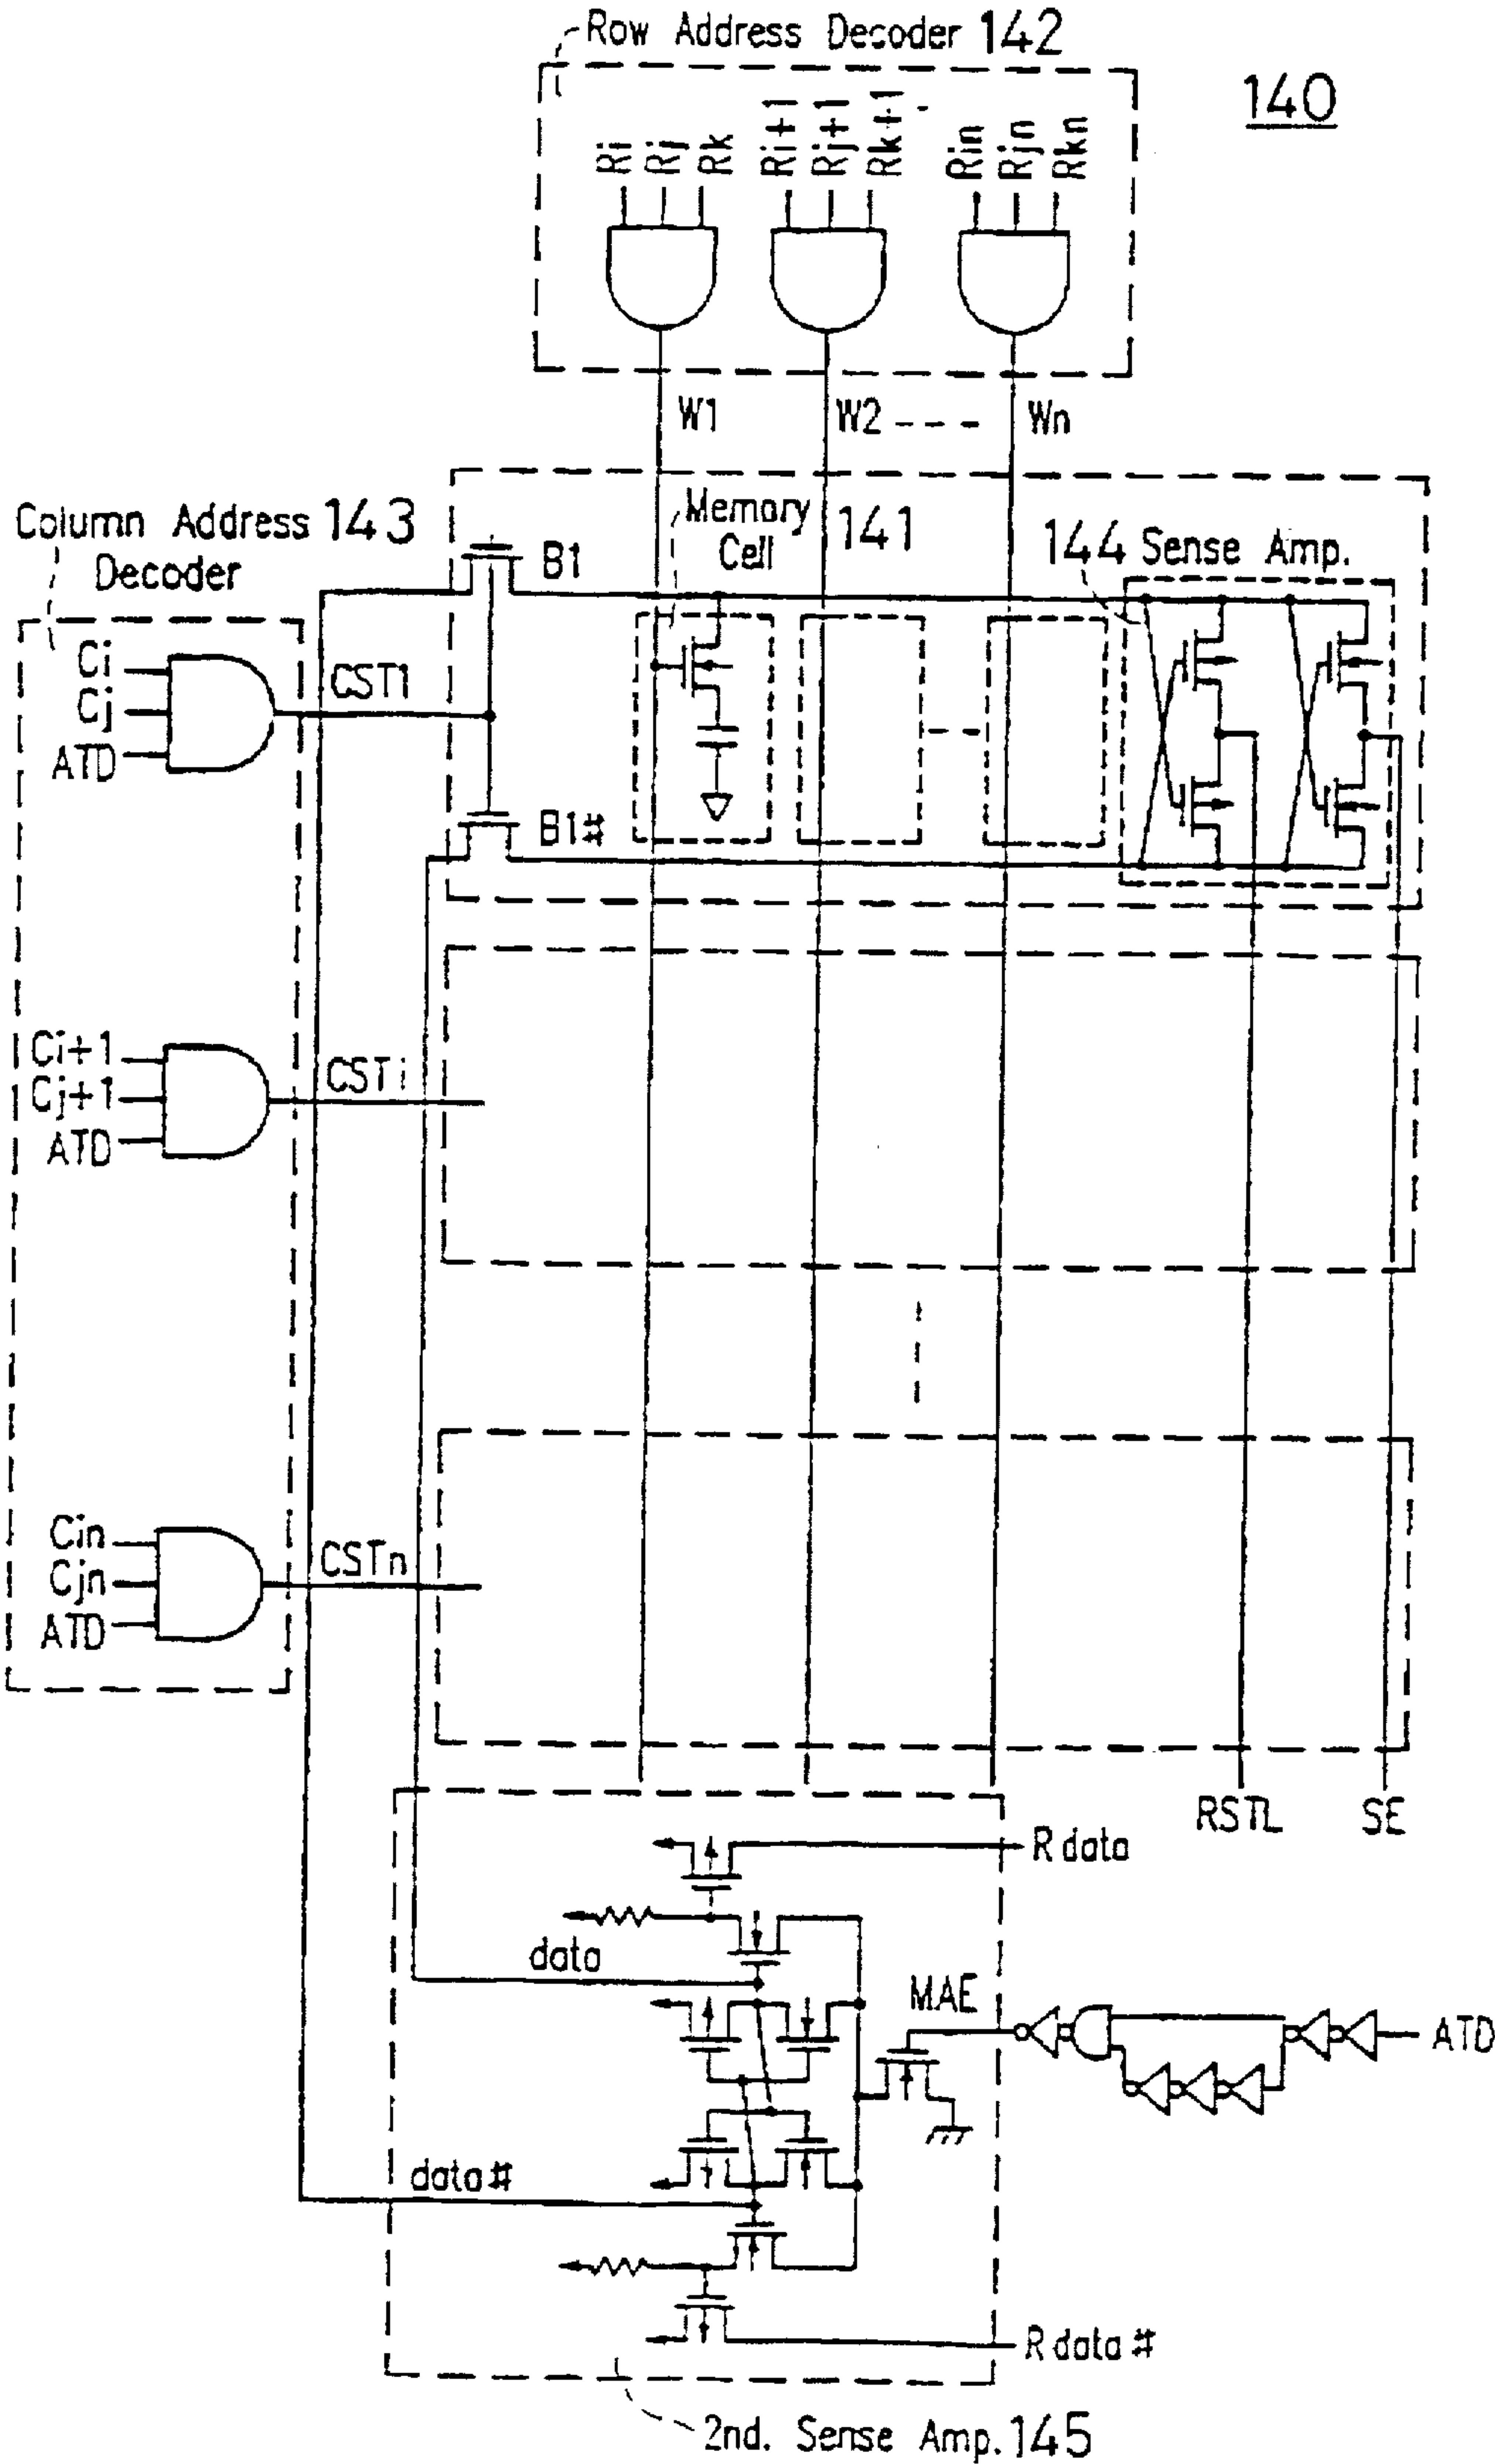 Row Address Decoder 142
140
Ri Rj Rk Ri+1 Rj+1 Rk+1 Rin Rjn Rkn
W1 W2 Wn
Column Address 143
Decoder
Memory 141
Cell
144 Sense Amp.
B1
Ci
Cj
ATD
CST1
B1#
Ci+1
Cj+1
ATD
CSTi
Cin
Cjn
ATD
CSTn
RSTL SE
R data
data
MAE
ATD
data#
R data#
2nd. Sense Amp. 145